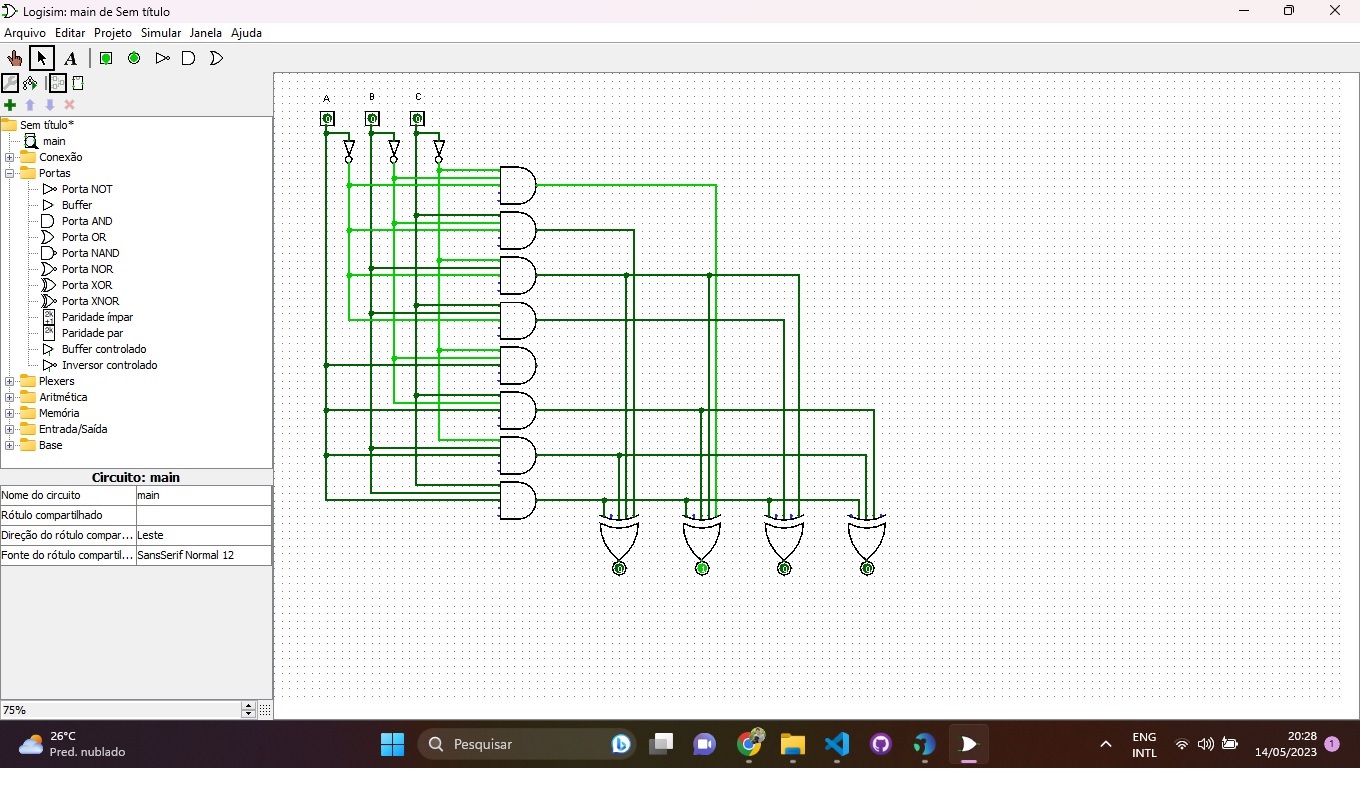 Logisim: main de Sem título
Arquivo Editar Projeto Simular Janela Ajuda
A
A B C
0 0 0
Sem título*
main
Conexão
Portas
Porta NOT
Buffer
Porta AND
Porta OR
Porta NAND
Porta NOR
Porta XOR
Porta XNOR
Paridade ímpar
Paridade par
Buffer controlado
Inversor controlado
Plexers
Aritmética
Memória
Entrada/Saída
Base
Circuito: main
Nome do circuito main
Rótulo compartilhado
Direção do rótulo compar... Leste
Fonte do rótulo compartil... SansSerif Normal 12
0 1 0 0
75%
26°C
Pred. nublado
Pesquisar
ENG
INTL
20:28
14/05/2023
1